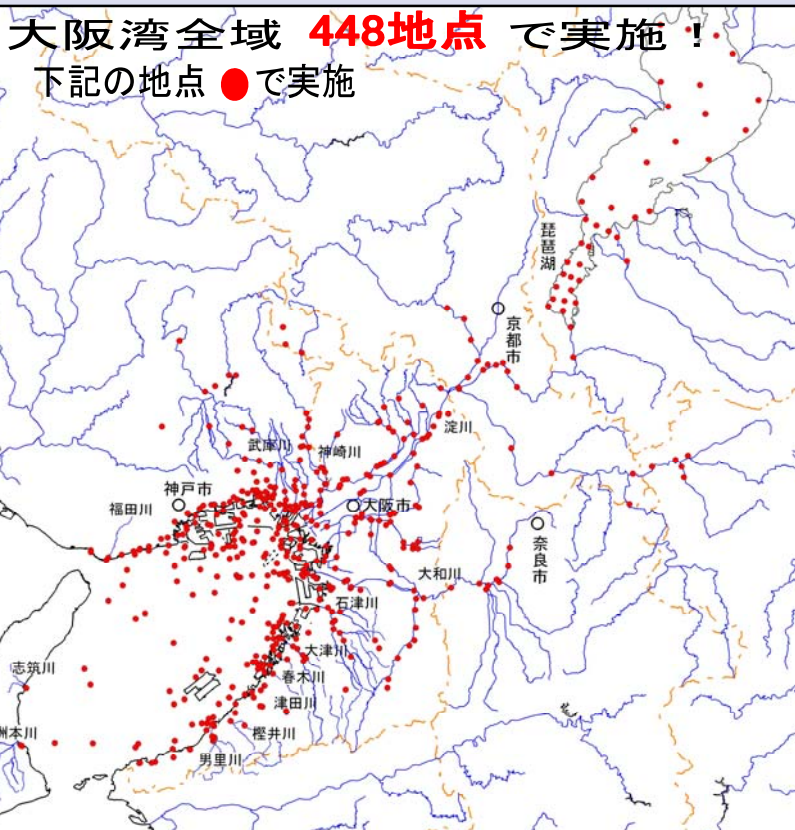 大阪湾全域 448地点 で実施！
下記の地点 ●で実施
琵琶湖
京都市
淀川
武庫川
神崎川
神戸市
福田川
大阪市
奈良市
大和川
石津川
大津川
志筑川
春木川
津田川
洲本川
樫井川
男里川